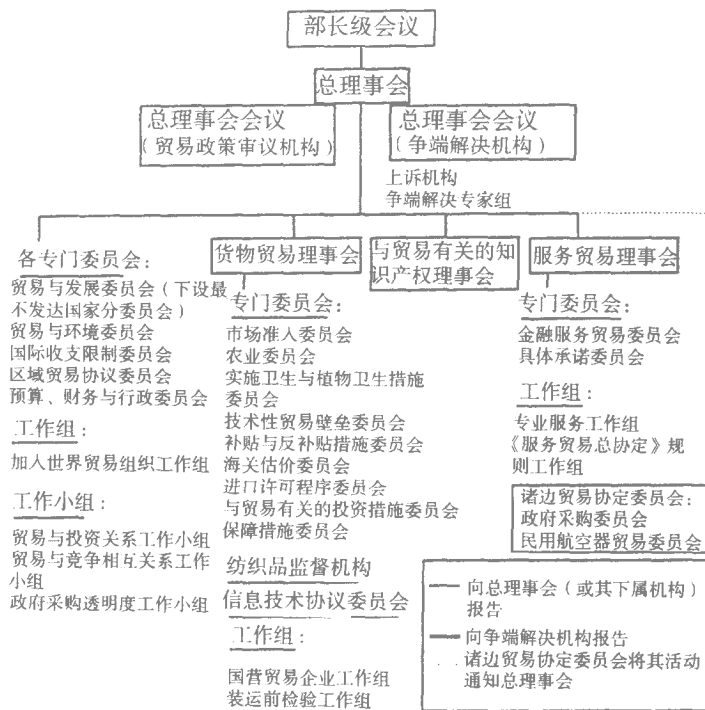 部长级会议
总理事会
总理事会会议
（贸易政策审议机构）
总理事会会议
（争端解决机构）
上诉机构
争端解决专家组
各专门委员会：
贸易与发展委员会（下设最
不发达国家分委员会）
贸易与环境委员会
国际收支限制委员会
区域贸易协议委员会
预算、财务与行政委员会
工作组：
加入世界贸易组织工作组
工作小组：
贸易与投资关系工作小组
贸易与竞争相互关系工作
小组
政府采购透明度工作小组
货物贸易理事会
专门委员会：
市场准入委员会
农业委员会
实施卫生与植物卫生措施
委员会
技术性贸易壁垒委员会
补贴与反补贴措施委员会
海关估价委员会
进口许可程序委员会
与贸易有关的投资措施委员会
保障措施委员会
纺织品监督机构
信息技术协议委员会
工作组：
国营贸易企业工作组
装运前检验工作组
与贸易有关的知
识产权理事会
服务贸易理事会
专门委员会：
金融服务贸易委员会
具体承诺委员会
工作组：
专业服务工作组
《服务贸易总协定》规
则工作组
诸边贸易协定委员会：
政府采购委员会
民用航空器贸易委员会
向总理事会（或其下属机构）
报告
向争端解决机构报告
诸边贸易协定委员会将其活动
通知总理事会